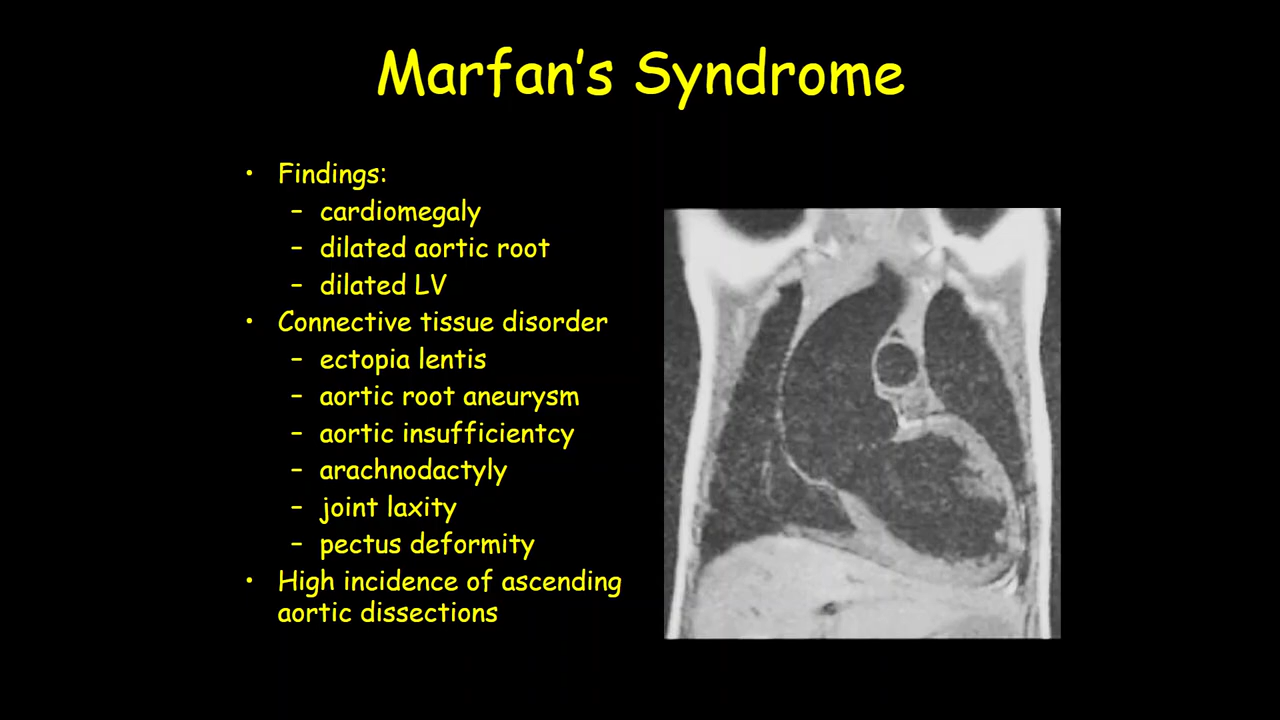 Marfan's Syndrome
• Findings:
– cardiomegaly
– dilated aortic root
– dilated LV
• Connective tissue disorder
– ectopia lentis
– aortic root aneurysm
– aortic insufficientcy
– arachnodactyly
– joint laxity
– pectus deformity
• High incidence of ascending
aortic dissections